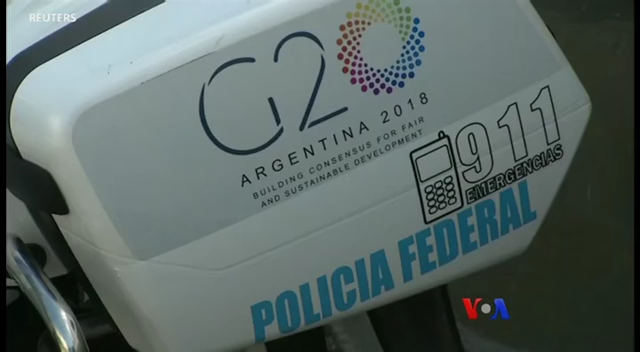 REUTERS
G20
ARGENTINA 2018
BUILDING CONSENSUS FOR FAIR
AND SUSTAINABLE DEVELOPMENT
911
EMERGENCIAS
POLICIA FEDERAL
VOA